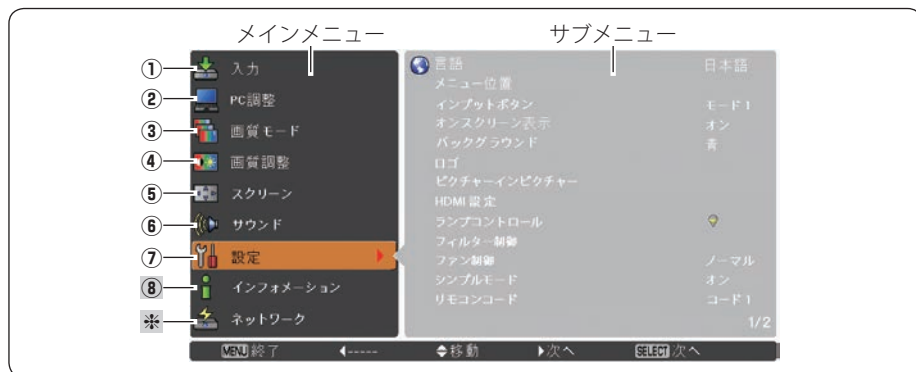 メインメニュー サブメニュー
① 入力
② PC調整
③ 画質モード
④ 画質調整
⑤ スクリーン
⑥ サウンド
⑦ 設定
⑧ インフォメーション
※ ネットワーク
言語 日本語
メニュー位置
インプットボタン モード1
オンスクリーン表示 オン
バックグラウンド 青
ロゴ
ピクチャーインピクチャー
HDMI 設定
ランプコントロール
フィルター制御
ファン制御 ノーマル
シンプルモード オン
リモコンコード コード1
1/2
MENU 終了 ----- 移動 次へ SELECT 次へ